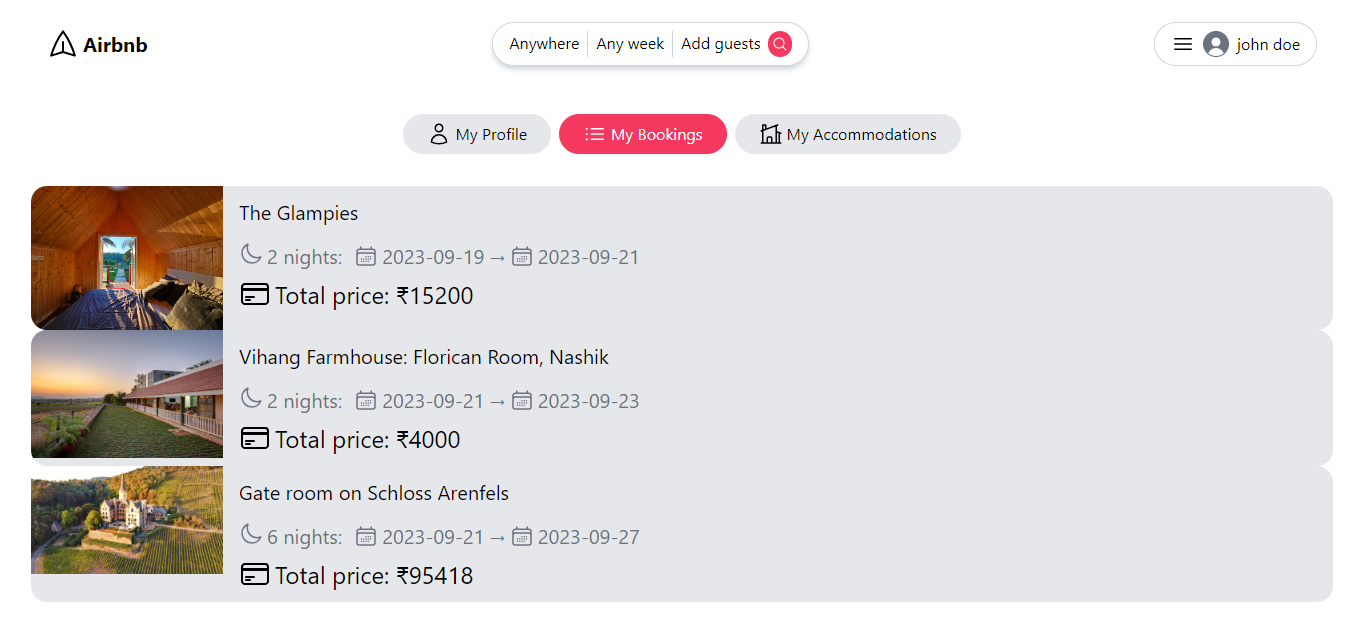 Airbnb
Anywhere Any week Add guests
john doe
My Profile My Bookings My Accommodations
The Glampies
2 nights: 2023-09-19 → 2023-09-21
Total price: ₹15200
Vihang Farmhouse: Florican Room, Nashik
2 nights: 2023-09-21 → 2023-09-23
Total price: ₹4000
Gate room on Schloss Arenfels
6 nights: 2023-09-21 → 2023-09-27
Total price: ₹95418